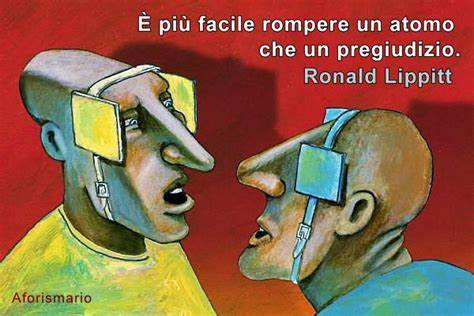 È più facile rompere un atomo
che un pregiudizio.
Ronald Lippitt
Aforismario